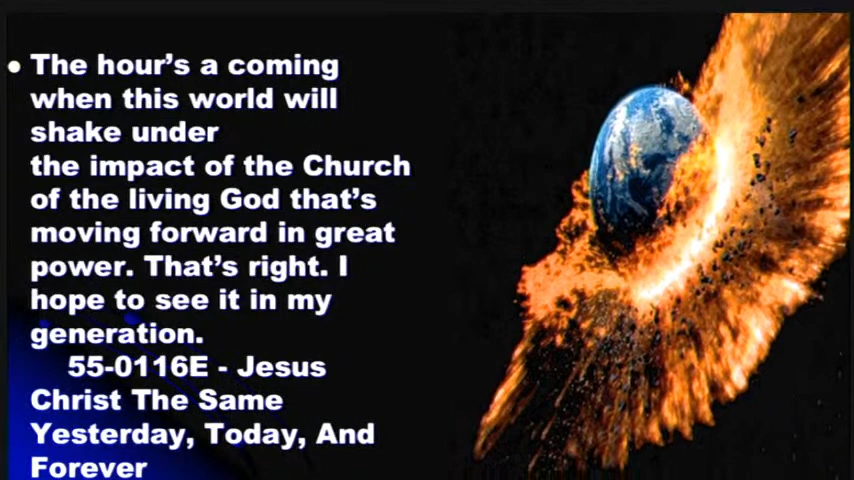 • The hour’s a coming
when this world will
shake under
the impact of the Church
of the living God that’s
moving forward in great
power. That’s right. I
hope to see it in my
generation.
55-0116E - Jesus
Christ The Same
Yesterday, Today, And
Forever